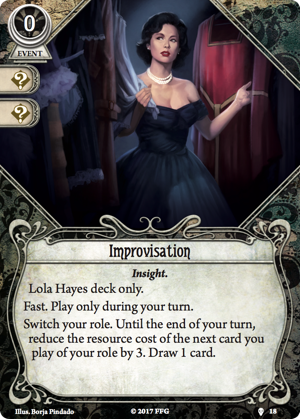 0
EVENT
?
?
Improvisation
Insight.
Lola Hayes deck only.
Fast. Play only during your turn.
Switch your role. Until the end of your turn,
reduce the resource cost of the next card you
play of your role by 3. Draw 1 card.
Illus. Borja Pindado © 2017 FFG 18